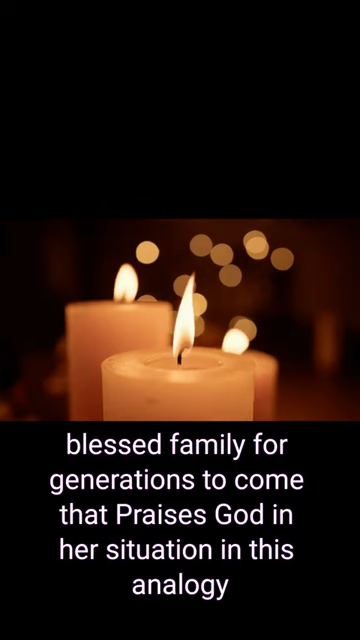 blessed family for
generations to come
that Praises God in
her situation in this
analogy